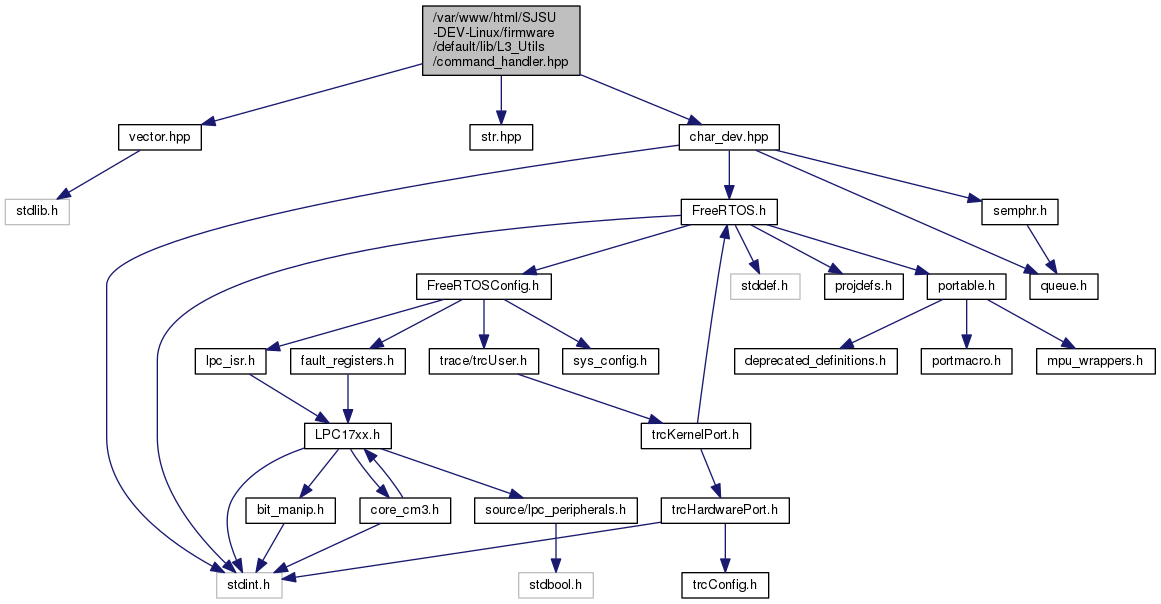 /var/www/html/SJSU
-DEV-Linux/firmware
/default/lib/L3_Utils
/command_handler.hpp
vector.hpp
str.hpp
char_dev.hpp
stdlib.h
FreeRTOS.h
semphr.h
FreeRTOSConfig.h
stddef.h
projdefs.h
portable.h
queue.h
lpc_isr.h
fault_registers.h
trace/trcUser.h
sys_config.h
deprecated_definitions.h
portmacro.h
mpu_wrappers.h
LPC17xx.h
trcKernelPort.h
bit_manip.h
core_cm3.h
source/lpc_peripherals.h
trcHardwarePort.h
stdint.h
stdbool.h
trcConfig.h